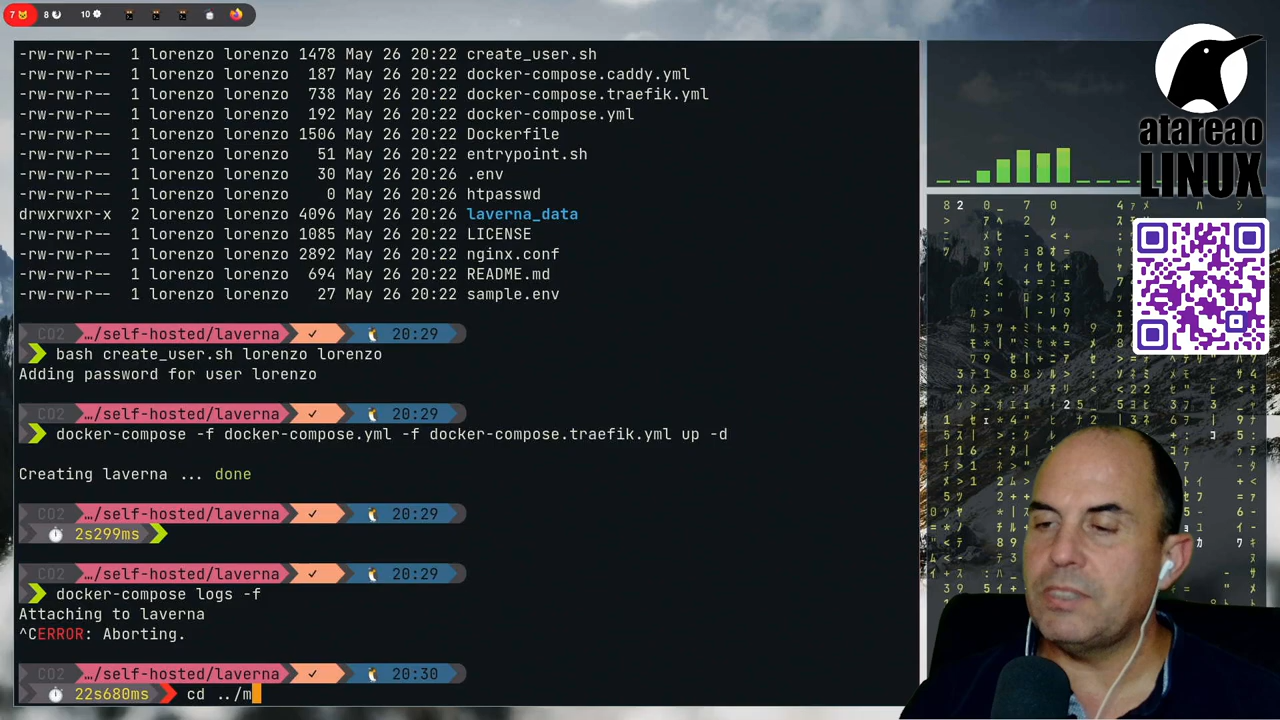 7 8 10
-rw-rw-r-- 1 lorenzo lorenzo 1478 May 26 20:22 create_user.sh
-rw-rw-r-- 1 lorenzo lorenzo 187 May 26 20:22 docker-compose.caddy.yml
-rw-rw-r-- 1 lorenzo lorenzo 738 May 26 20:22 docker-compose.traefik.yml
-rw-rw-r-- 1 lorenzo lorenzo 192 May 26 20:22 docker-compose.yml
-rw-rw-r-- 1 lorenzo lorenzo 1506 May 26 20:22 Dockerfile
-rw-rw-r-- 1 lorenzo lorenzo 51 May 26 20:22 entrypoint.sh
-rw-rw-r-- 1 lorenzo lorenzo 30 May 26 20:26 .env
-rw-rw-r-- 1 lorenzo lorenzo 0 May 26 20:26 htpasswd
drwxrwxr-x 2 lorenzo lorenzo 4096 May 26 20:26 laverna_data
-rw-rw-r-- 1 lorenzo lorenzo 1085 May 26 20:22 LICENSE
-rw-rw-r-- 1 lorenzo lorenzo 2892 May 26 20:22 nginx.conf
-rw-rw-r-- 1 lorenzo lorenzo 694 May 26 20:22 README.md
-rw-rw-r-- 1 lorenzo lorenzo 27 May 26 20:22 sample.env
CO2 …/self-hosted/laverna ✓ 20:29
bash create_user.sh lorenzo lorenzo
Adding password for user lorenzo
CO2 …/self-hosted/laverna ✓ 20:29
docker-compose -f docker-compose.yml -f docker-compose.traefik.yml up -d
Creating laverna ... done
CO2 …/self-hosted/laverna ✓ 20:29
2s299ms
CO2 …/self-hosted/laverna ✓ 20:29
docker-compose logs -f
Attaching to laverna
^CERROR: Aborting.
CO2 …/self-hosted/laverna ✓ 20:30
22s680ms cd ../m
atareao
LINUX